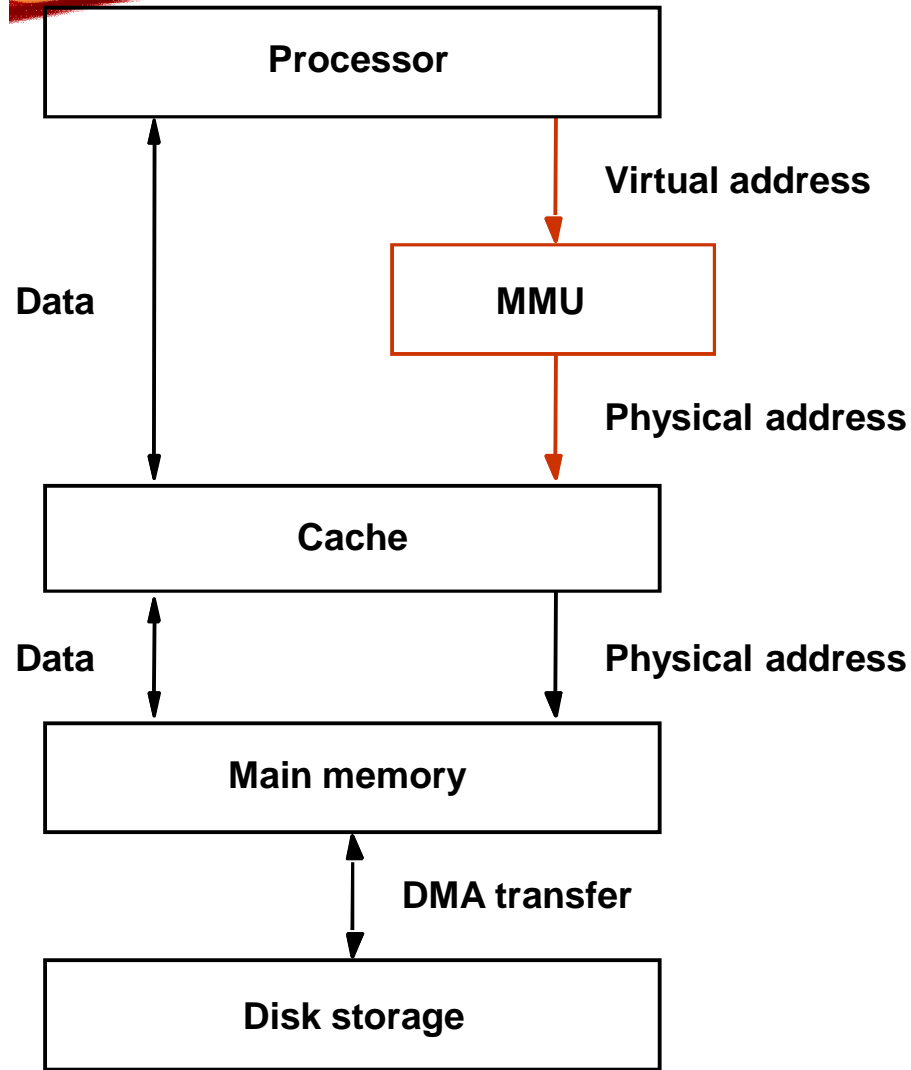 Processor
Virtual address
Data
MMU
Physical address
Cache
Data
Physical address
Main memory
DMA transfer
Disk storage